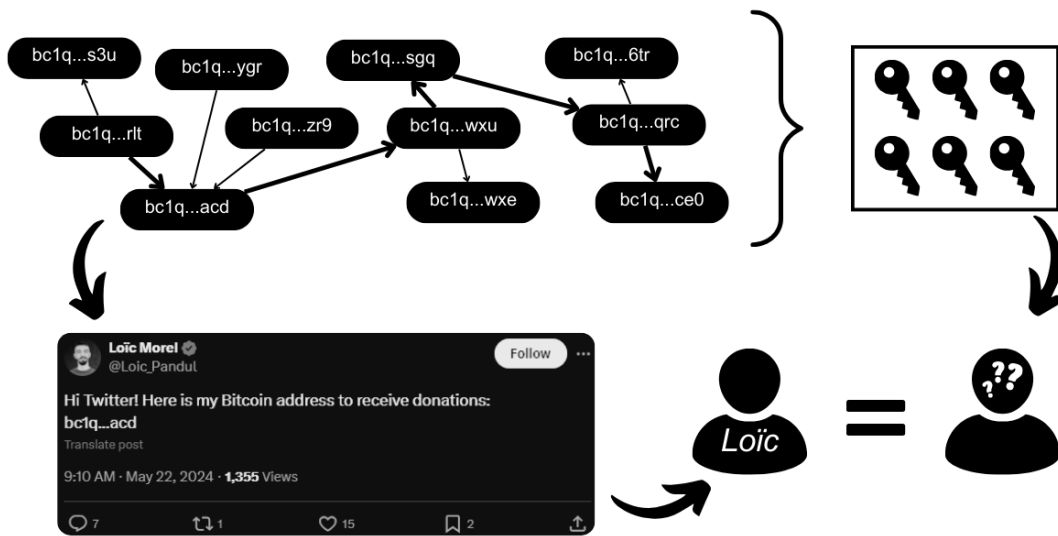 bc1q...s3u
bc1q...ygr
bc1q...sgq
bc1q...6tr
bc1q...rlt
bc1q...zr9
bc1q...wxu
bc1q...qrc
bc1q...acd
bc1q...wxe
bc1q...ce0
Loïc Morel
@Loic_Pandul
Follow
Hi Twitter! Here is my Bitcoin address to receive donations:
bc1q...acd
Translate post
9:10 AM · May 22, 2024 · 1,355 Views
7 1 15 2
Loïc
=
???